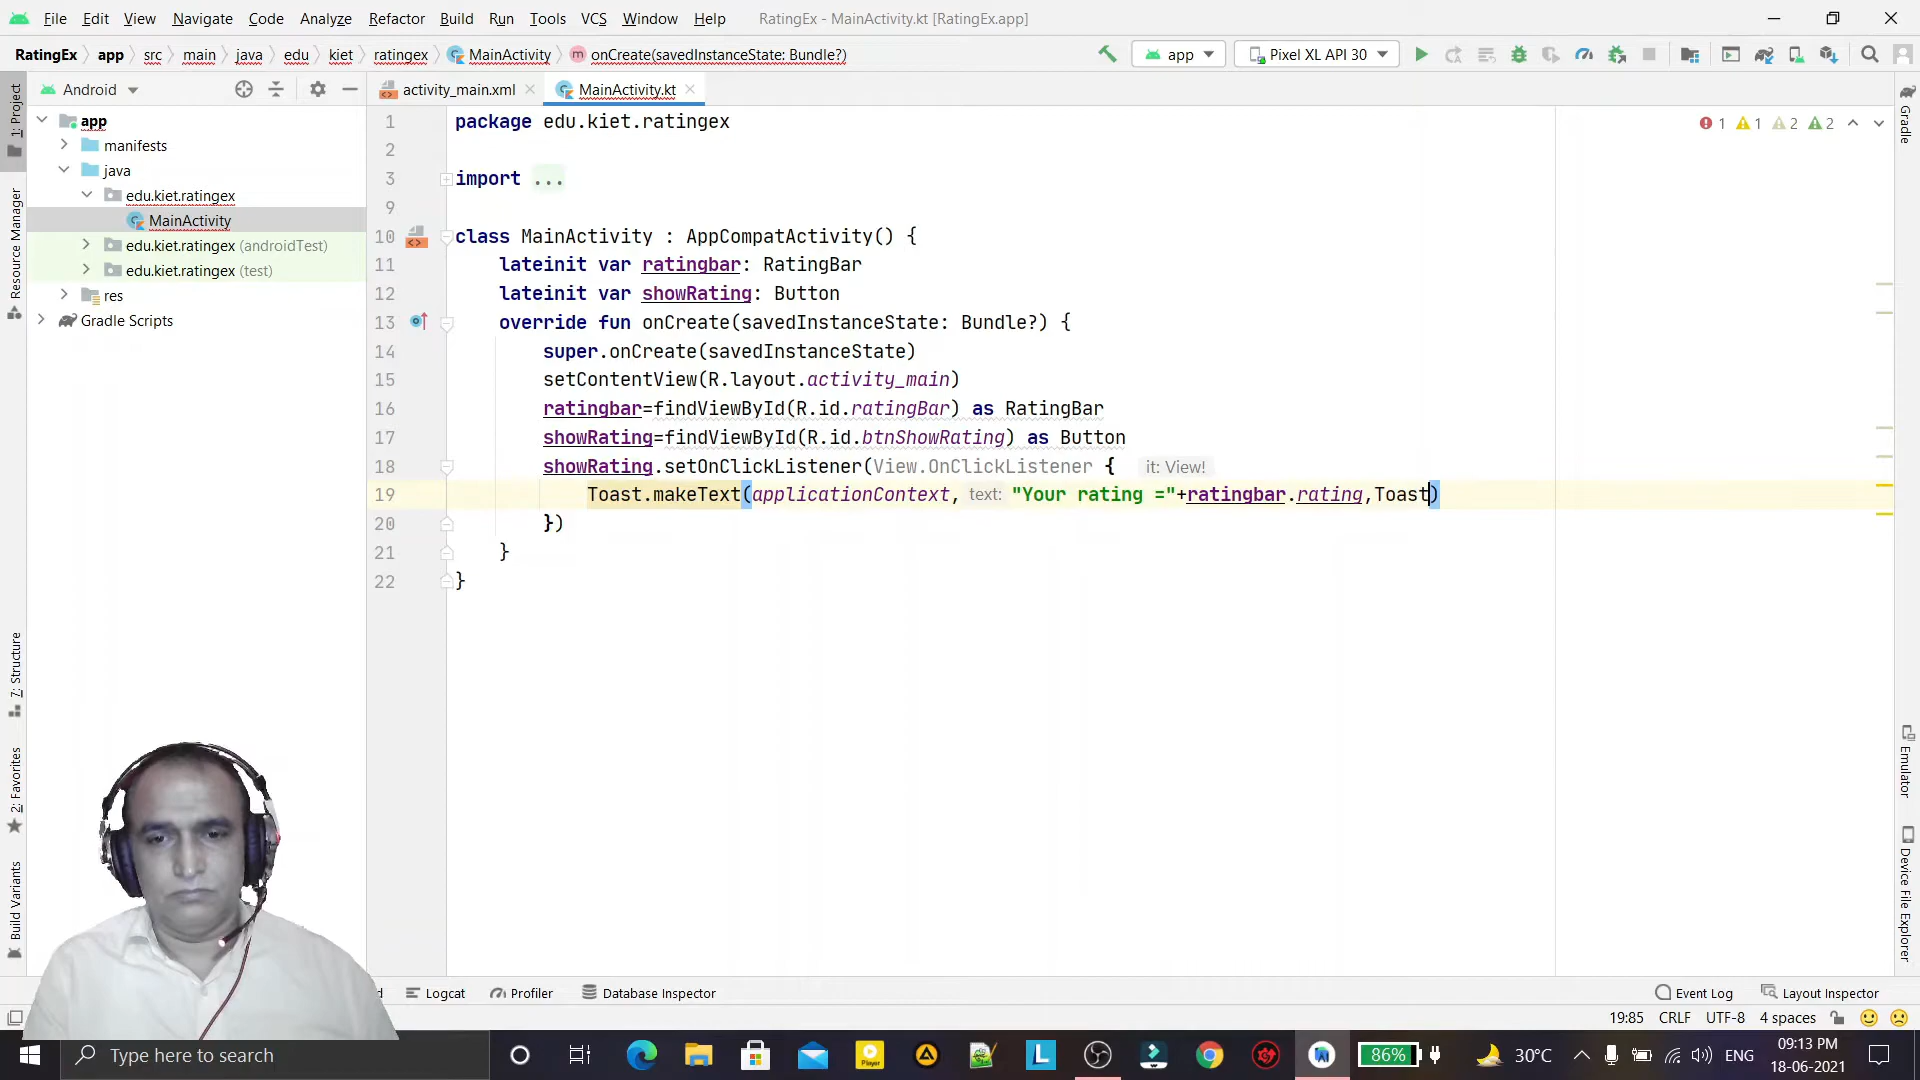 File Edit View Navigate Code Analyze Refactor Build Run Tools VCS Window Help RatingEx - MainActivity.kt [RatingEx.app]
RatingEx app src main java edu kiet ratingex MainActivity onCreate(savedInstanceState: Bundle?) app Pixel XL API 30
Android activity_main.xml MainActivity.kt
1: Project
Resource Manager
7: Structure
2: Favorites
Build Variants
app
manifests
java
edu.kiet.ratingex
MainActivity
edu.kiet.ratingex (androidTest)
edu.kiet.ratingex (test)
res
Gradle Scripts
1 package edu.kiet.ratingex
2
3 import ...
9
10 class MainActivity : AppCompatActivity() {
11 lateinit var ratingbar: RatingBar
12 lateinit var showRating: Button
13 override fun onCreate(savedInstanceState: Bundle?) {
14 super.onCreate(savedInstanceState)
15 setContentView(R.layout.activity_main)
16 ratingbar=findViewById(R.id.ratingBar) as RatingBar
17 showRating=findViewById(R.id.btnShowRating) as Button
18 showRating.setOnClickListener(View.OnClickListener { it: View!
19 Toast.makeText(applicationContext, text: "Your rating ="+ratingbar.rating,Toast)
20 })
21 }
22 }
1 1 2 2
Gradle
Emulator
Device File Explorer
Logcat Profiler Database Inspector Event Log Layout Inspector
19:85 CRLF UTF-8 4 spaces
Type here to search
Player
L
86% 30°C ENG 09:13 PM
18-06-2021